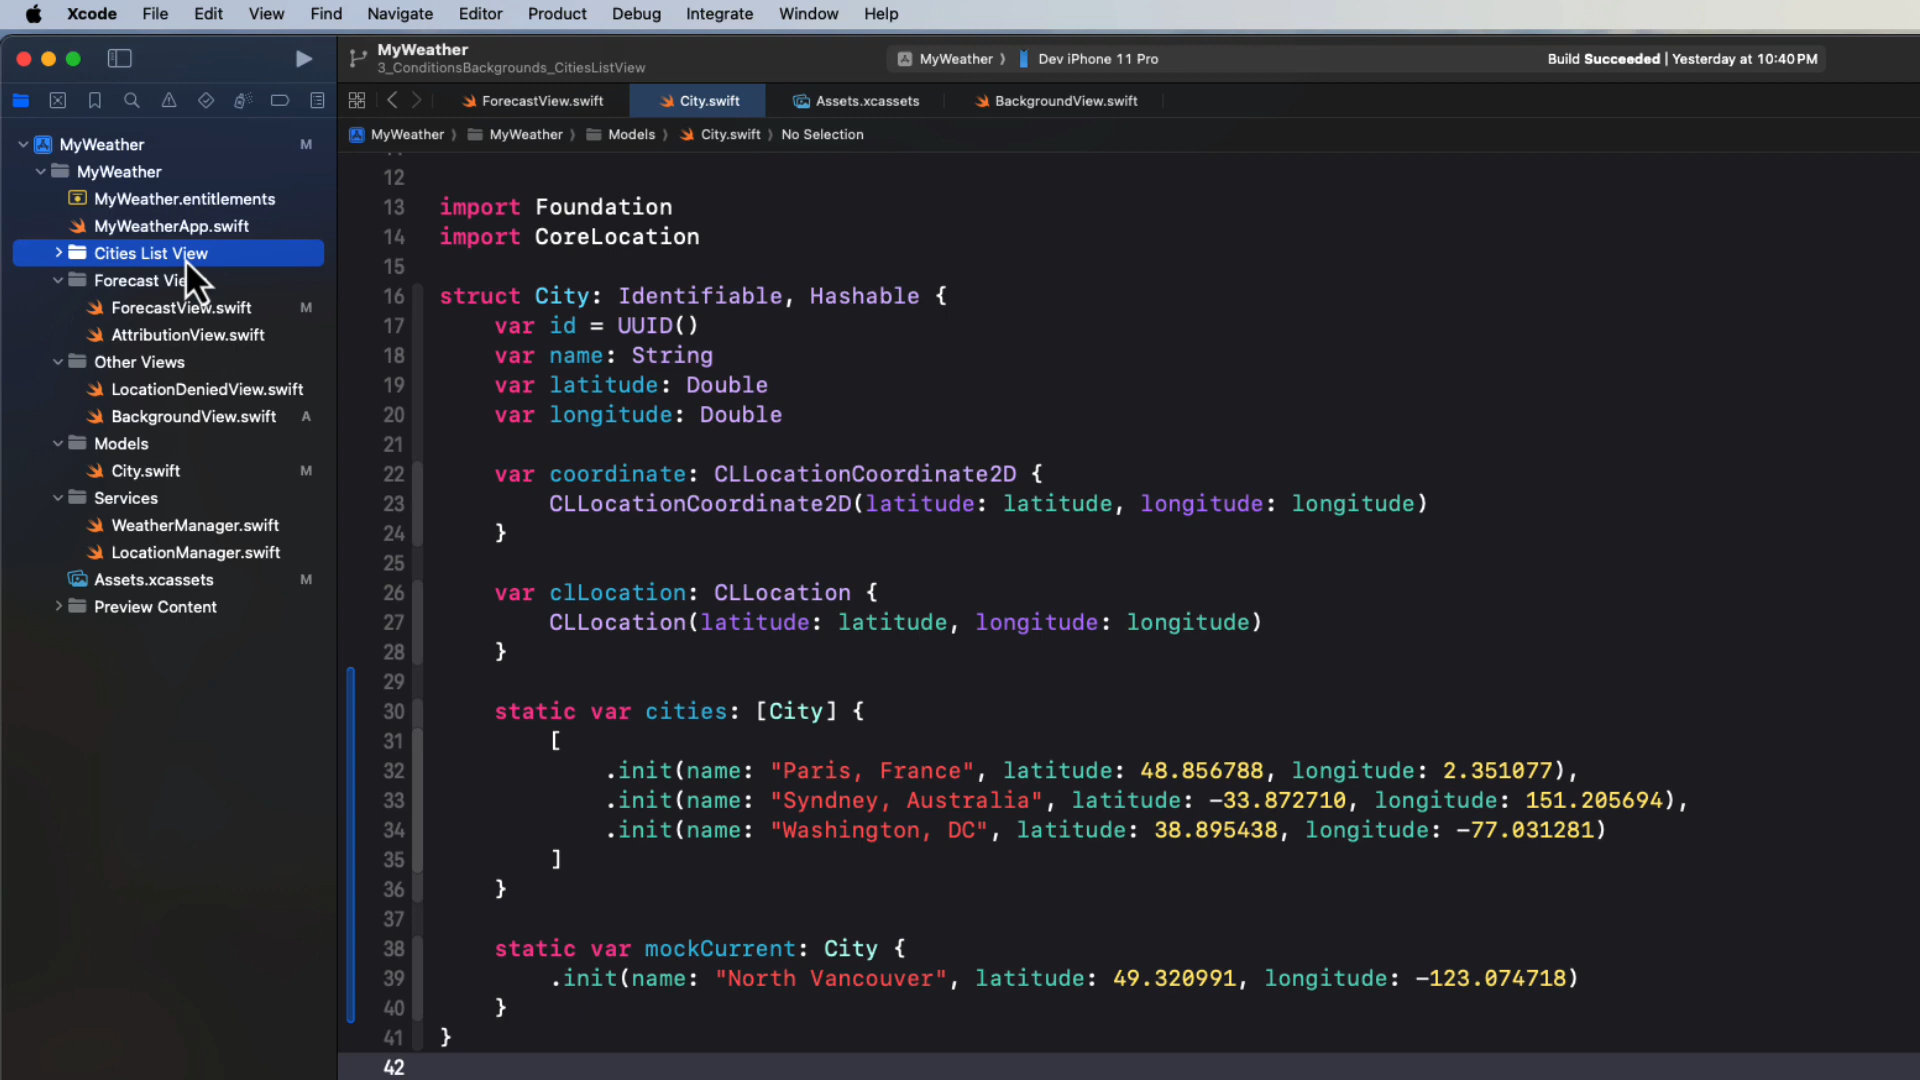 Xcode File Edit View Find Navigate Editor Product Debug Integrate Window Help
MyWeather
3_ConditionsBackgrounds_CitiesListView
MyWeather Dev iPhone 11 Pro
Build Succeeded | Yesterday at 10:40 PM
ForecastView.swift City.swift Assets.xcassets BackgroundView.swift
MyWeather MyWeather Models City.swift No Selection
MyWeather M
MyWeather
MyWeather.entitlements
MyWeatherApp.swift
Cities List View
Forecast Vie
ForecastView.swift M
AttributionView.swift
Other Views
LocationDeniedView.swift
BackgroundView.swift A
Models
City.swift M
Services
WeatherManager.swift
LocationManager.swift
Assets.xcassets M
Preview Content
12
13 import Foundation
14 import CoreLocation
15
16 struct City: Identifiable, Hashable {
17 var id = UUID()
18 var name: String
19 var latitude: Double
20 var longitude: Double
21
22 var coordinate: CLLocationCoordinate2D {
23 CLLocationCoordinate2D(latitude: latitude, longitude: longitude)
24 }
25
26 var clLocation: CLLocation {
27 CLLocation(latitude: latitude, longitude: longitude)
28 }
29
30 static var cities: [City] {
31 [
32 .init(name: "Paris, France", latitude: 48.856788, longitude: 2.351077),
33 .init(name: "Syndney, Australia", latitude: -33.872710, longitude: 151.205694),
34 .init(name: "Washington, DC", latitude: 38.895438, longitude: -77.031281)
35 ]
36 }
37
38 static var mockCurrent: City {
39 .init(name: "North Vancouver", latitude: 49.320991, longitude: -123.074718)
40 }
41 }
42